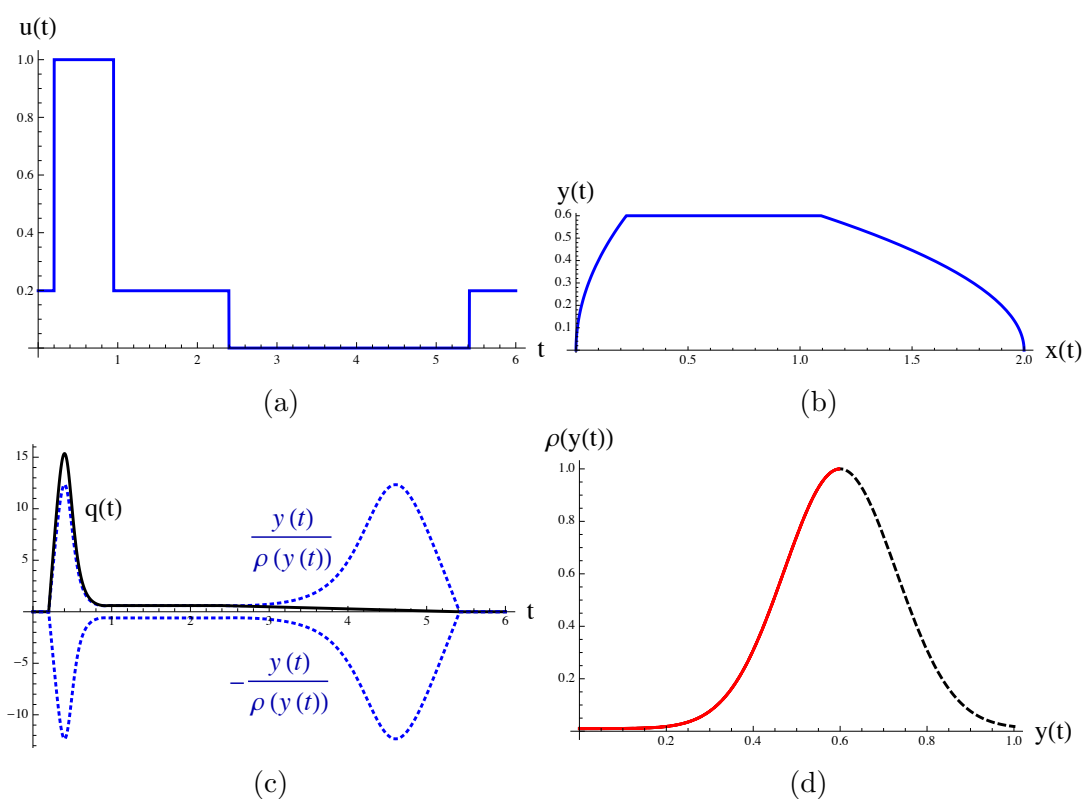 u(t)
1.0
0.8
0.6
0.4
0.2
1 2 3 4 5 6 t
(a)
y(t)
0.6
0.5
0.4
0.3
0.2
0.1
0.5 1.0 1.5 2.0 x(t)
(b)
15
10
5
-5
-10
q(t)
y (t)
ρ (y (t))
1 2 3 4 5 6 t
- y (t)
ρ (y (t))
(c)
ρ(y(t))
1.0
0.8
0.6
0.4
0.2
0.2 0.4 0.6 0.8 1.0 y(t)
(d)